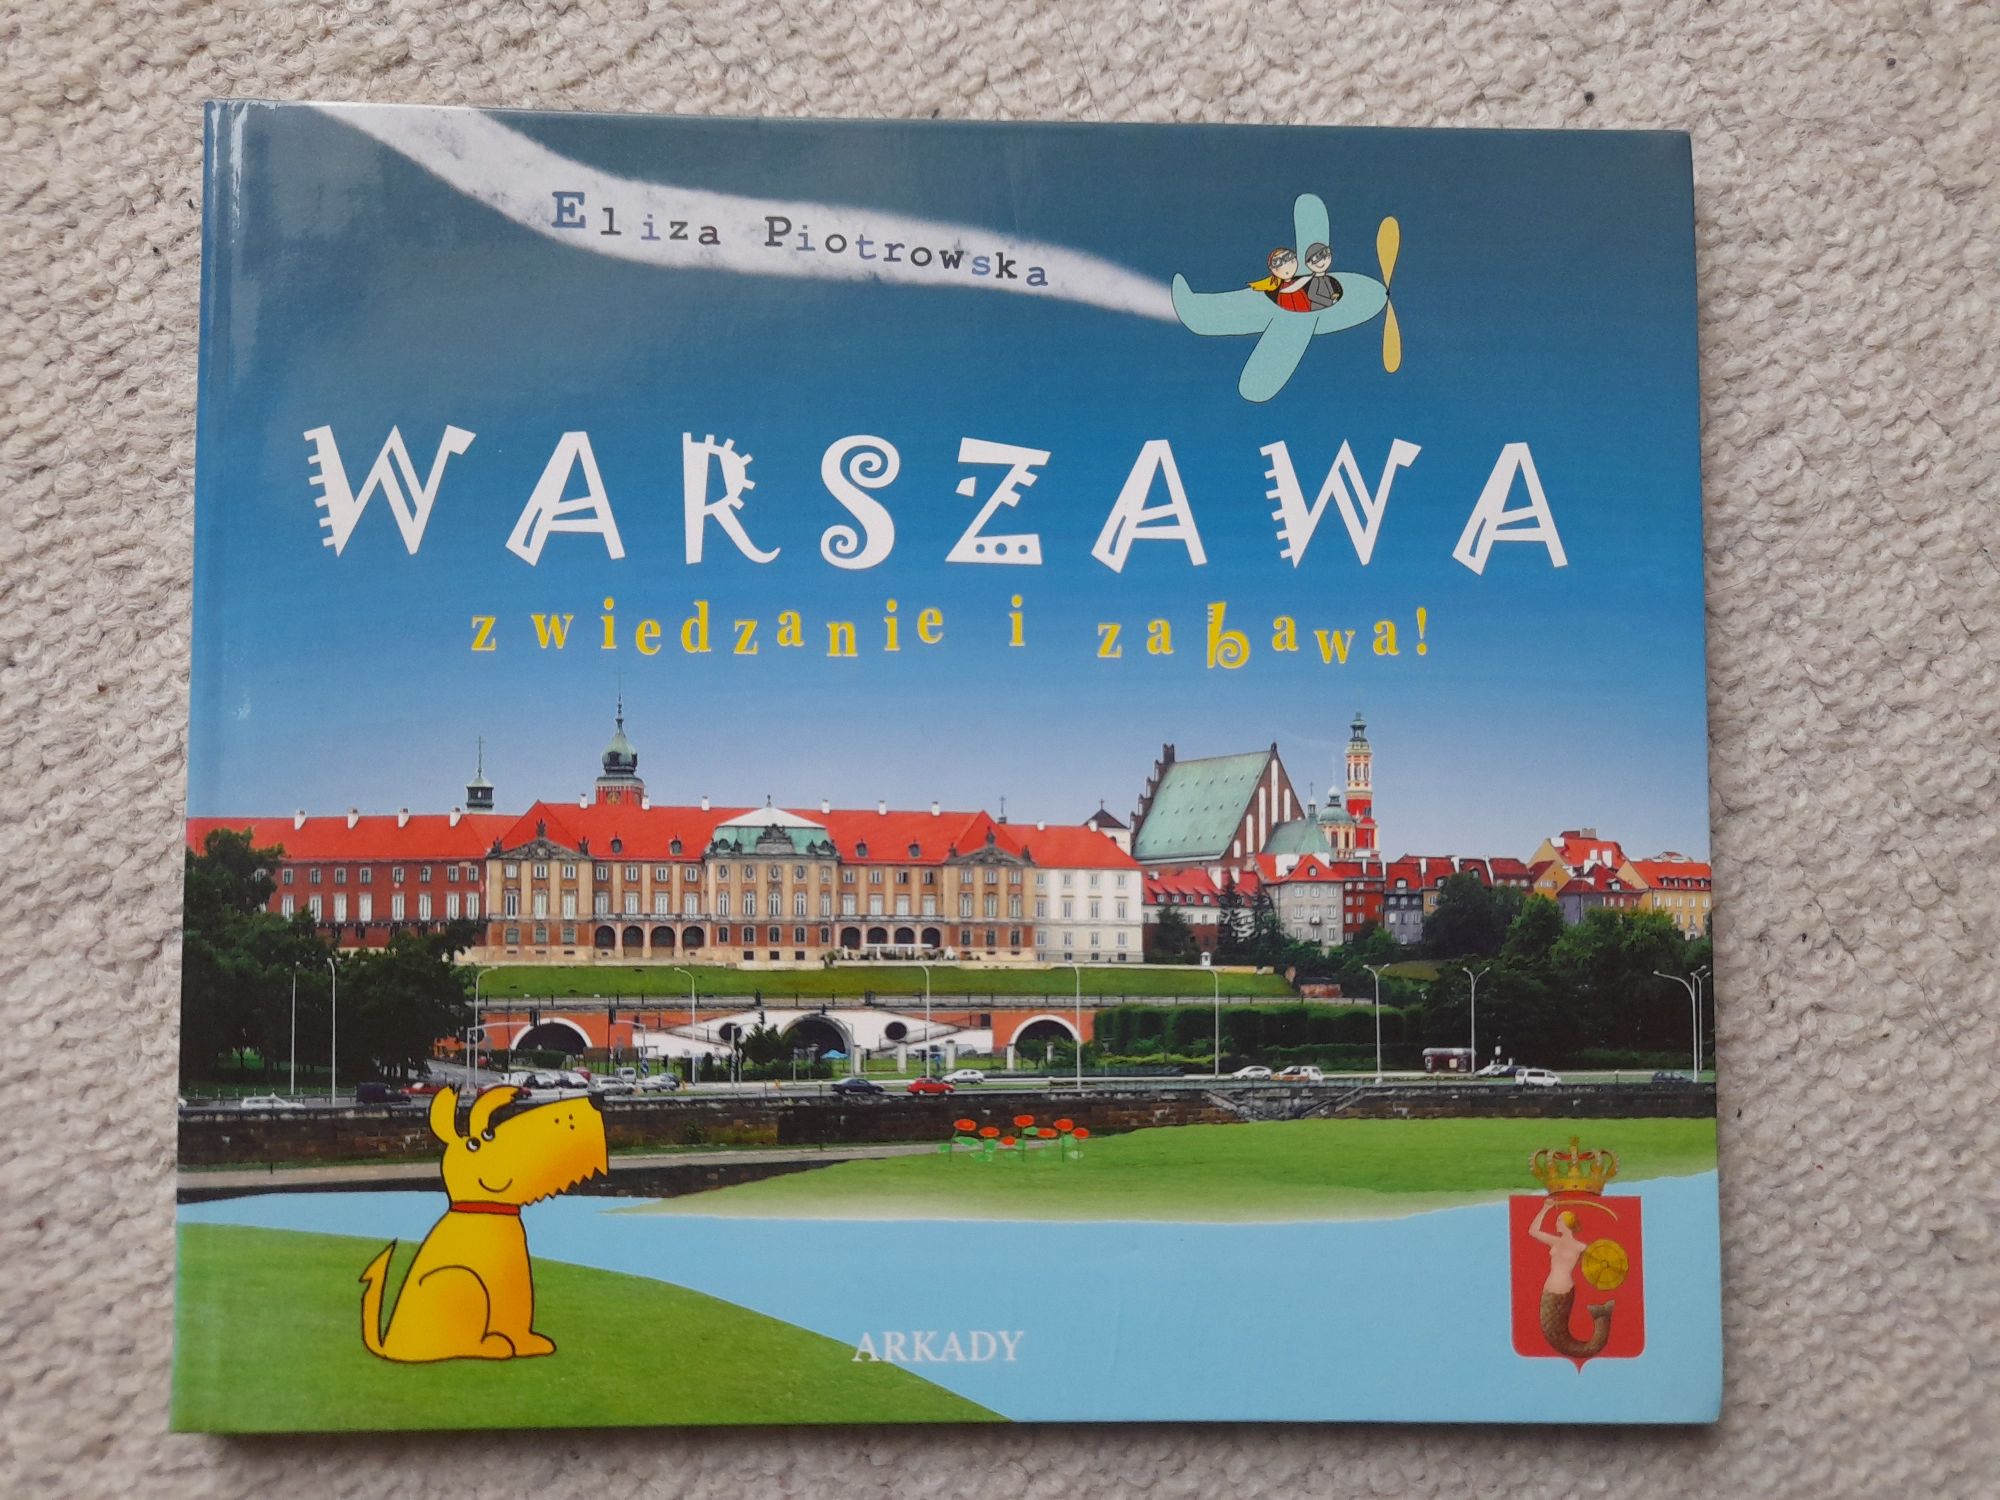 Eliza Piotrowska
WARSZAWA
zwiedzanie i zabawa!
ARKADY